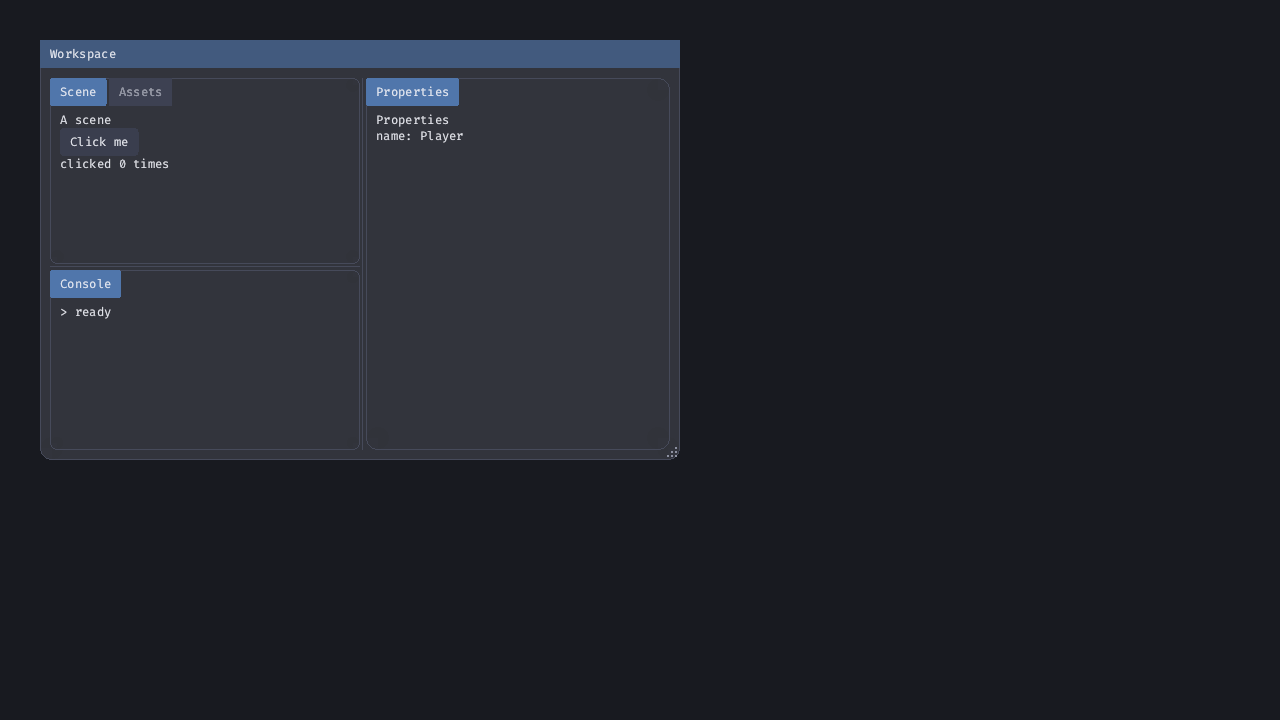 Workspace
Scene Assets
A scene
Click me
clicked 0 times
Console
> ready
Properties
Properties
name: Player